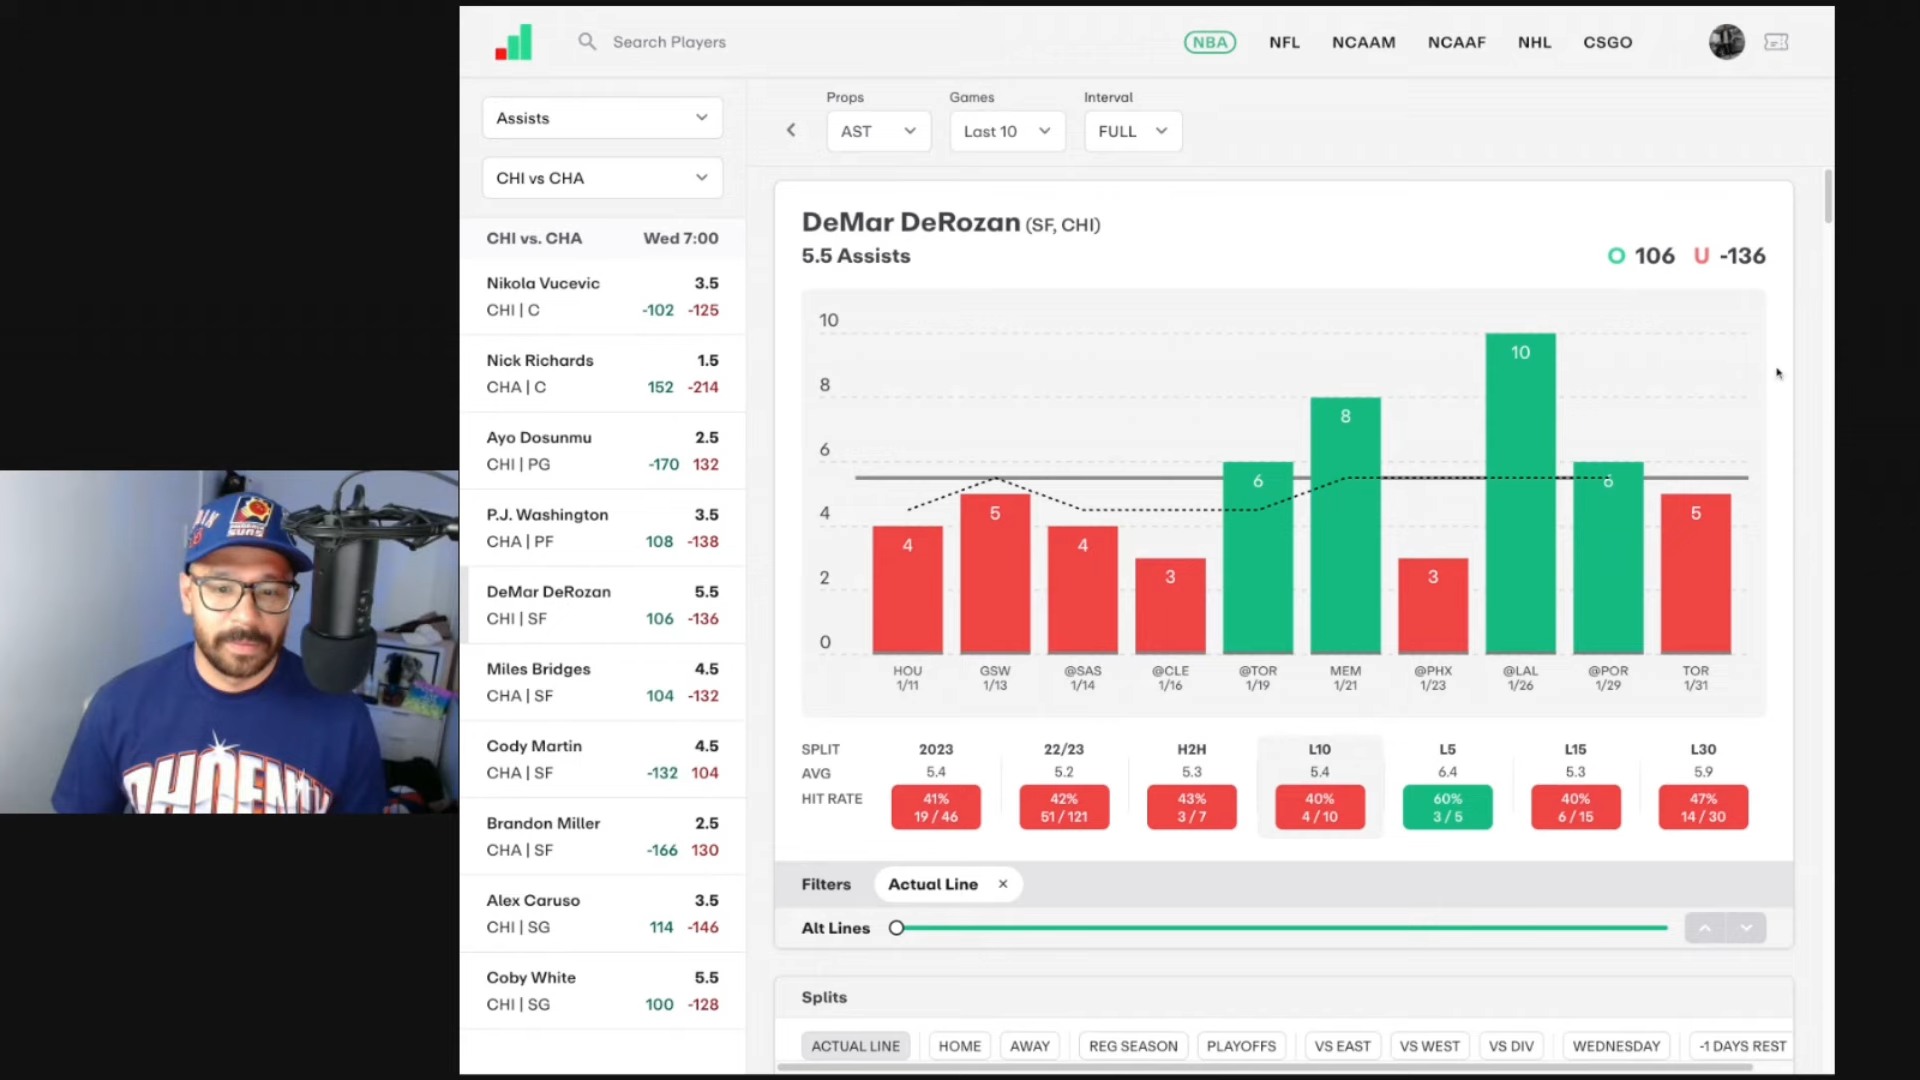 Search Players
NBA
NFL
NCAAM
NCAAF
NHL
CSGO
Assists
CHI vs CHA
CHI vs. CHA Wed 7:00
Nikola Vucevic 3.5
CHI | C -102 -125
Nick Richards 1.5
CHA | C 152 -214
Ayo Dosunmu 2.5
CHI | PG -170 132
P.J. Washington 3.5
CHA | PF 108 -138
DeMar DeRozan 5.5
CHI | SF 106 -136
Miles Bridges 4.5
CHA | SF 104 -132
Cody Martin 4.5
CHA | SF -132 104
Brandon Miller 2.5
CHA | SF -166 130
Alex Caruso 3.5
CHI | SG 114 -146
Coby White 5.5
CHI | SG 100 -128
Props Games Interval
AST Last 10 FULL
DeMar DeRozan (SF, CHI)
5.5 Assists
O 106 U -136
10
8
6
4
2
0
4 5 4 3 6 8 3 10 6 5
HOU GSW @SAS @CLE @TOR MEM @PHX @LAL @POR TOR
1/11 1/13 1/14 1/16 1/19 1/21 1/23 1/26 1/29 1/31
SPLIT 2023 22/23 H2H L10 L5 L15 L30
AVG 5.4 5.2 5.3 5.4 6.4 5.3 5.9
HIT RATE 41% 42% 43% 40% 60% 40% 47%
19 / 46 51 / 121 3 / 7 4 / 10 3 / 5 6 / 15 14 / 30
Filters Actual Line ×
Alt Lines
Splits
ACTUAL LINE HOME AWAY REG SEASON PLAYOFFS VS EAST VS WEST VS DIV WEDNESDAY -1 DAYS REST
SUNS
PHOENIX